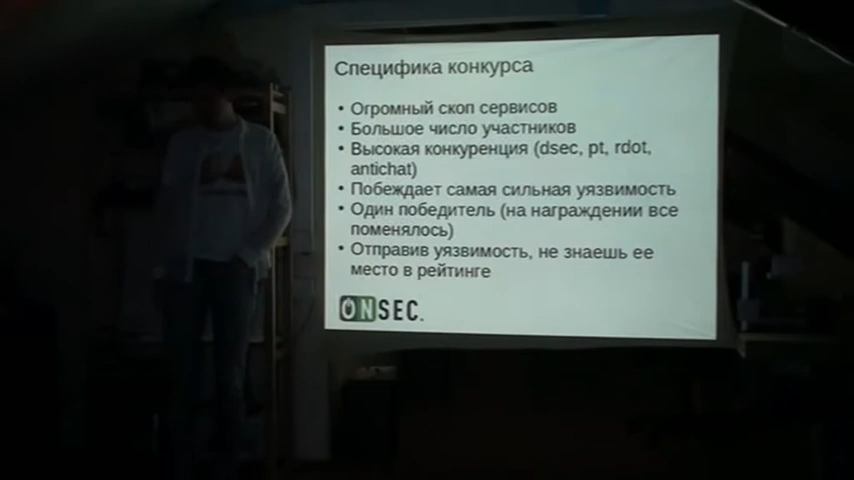 Специфика конкурса
• Огромный скоп сервисов
• Большое число участников
• Высокая конкуренция (dsec, pt, rdot,
antichat)
• Побеждает самая сильная уязвимость
• Один победитель (на награждении все
поменялось)
• Отправив уязвимость, не знаешь ее
место в рейтинге
ONSEC.